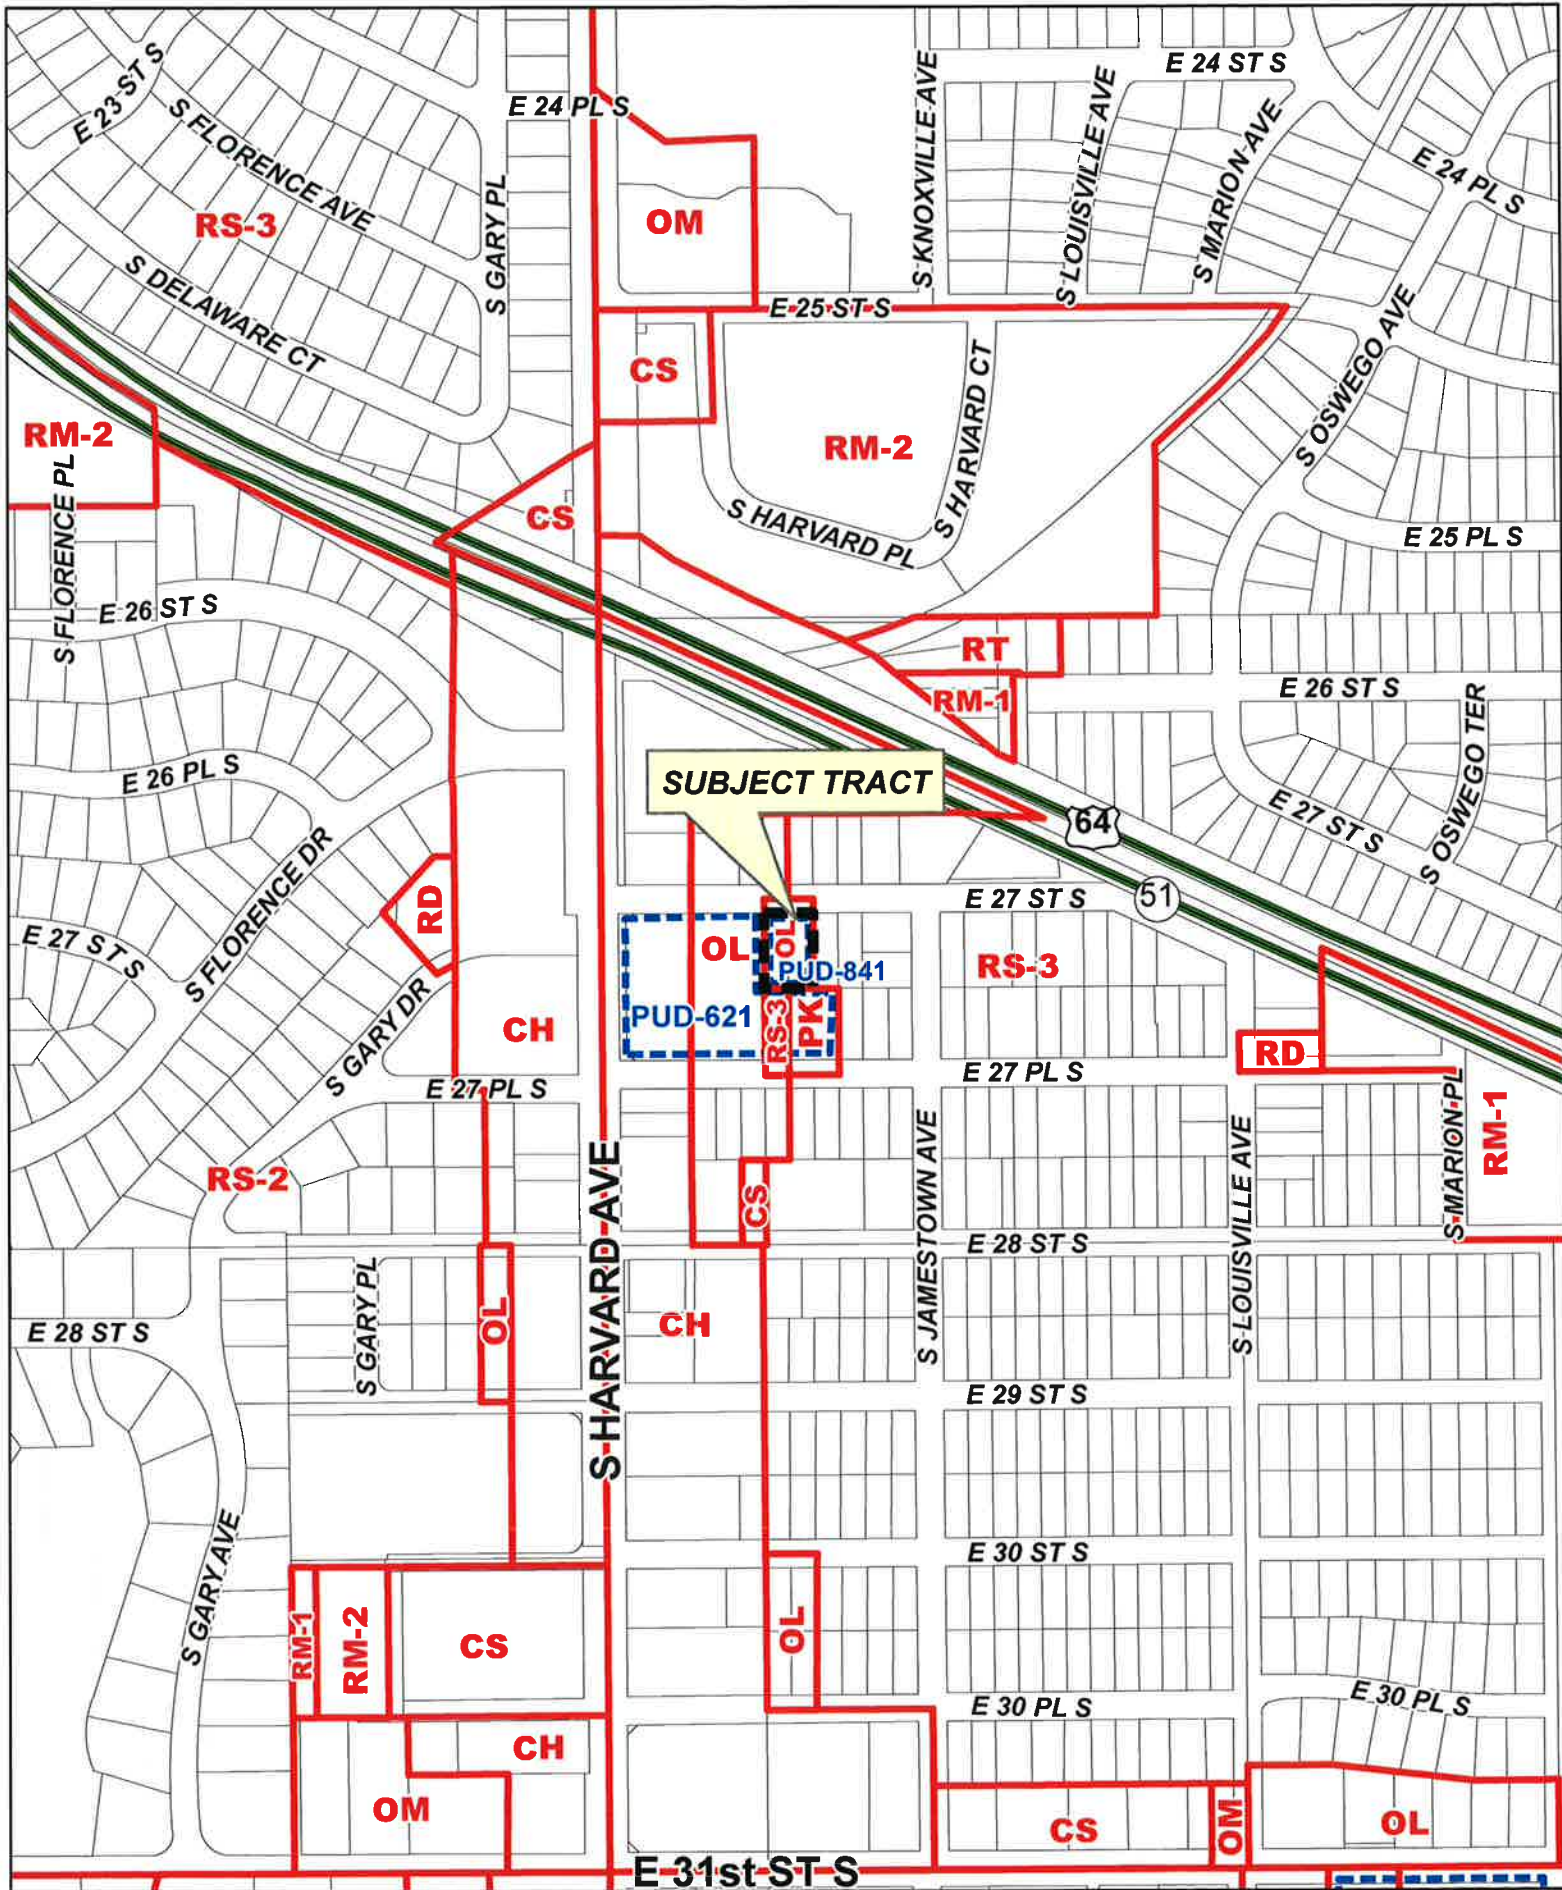 E 24 ST S
E 23 ST S
S FLORENCE AVE
E 24 PL S
S KNOXVILLE AVE
S LOUISVILLE AVE
S MARION AVE
E 24 PL S
RS-3
S GARY PL
OM
S DELAWARE CT
E 25 ST S
CS
S HARVARD CT
S OSWEGO AVE
RM-2
RM-2
S FLORENCE PL
CS
S HARVARD PL
E 25 PL S
E 26 ST S
RT
RM-1
E 26 ST S
S OSWEGO TER
E 26 PL S
SUBJECT TRACT
64
E 27 ST S
S FLORENCE DR
RD
51
E 27 ST S
E 27 ST S
OL
OL
PUD-841
RS-3
S GARY DR
CH
PUD-621
RS-3
PK
RD
E 27 PL S
E 27 PL S
S MARION PL
RM-1
RS-2
S HARVARD AVE
CS
S JAMESTOWN AVE
S LOUISVILLE AVE
E 28 ST S
S GARY PL
OL
CH
E 28 ST S
E 29 ST S
S GARY AVE
E 30 ST S
RM-1
RM-2
CS
OL
E 30 PL S
E 30 PL S
CH
OM
CS
OM
OL
E 31st ST S